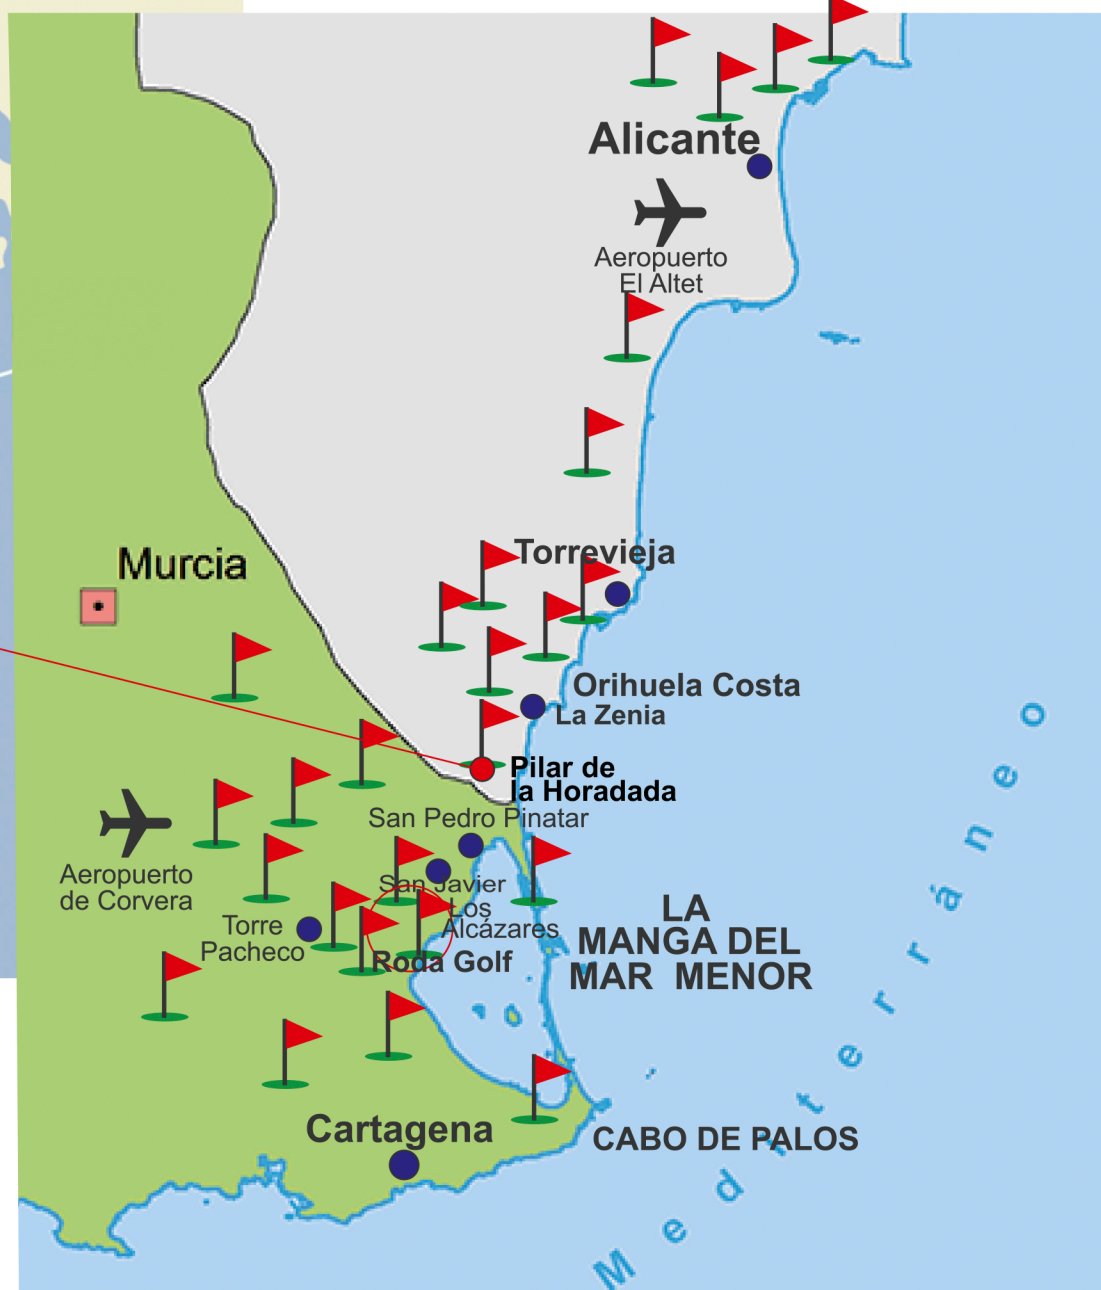 Alicante
Aeropuerto
El Altet
Murcia
Torrevieja
Orihuela Costa
La Zenia
Pilar de
la Horadada
San Pedro Pinatar
Aeropuerto
de Corvera
San Javier
Los
Alcázares
Torre
Pacheco
Roda Golf
LA
MANGA DEL
MAR MENOR
Cartagena
CABO DE PALOS
Mediterráneo